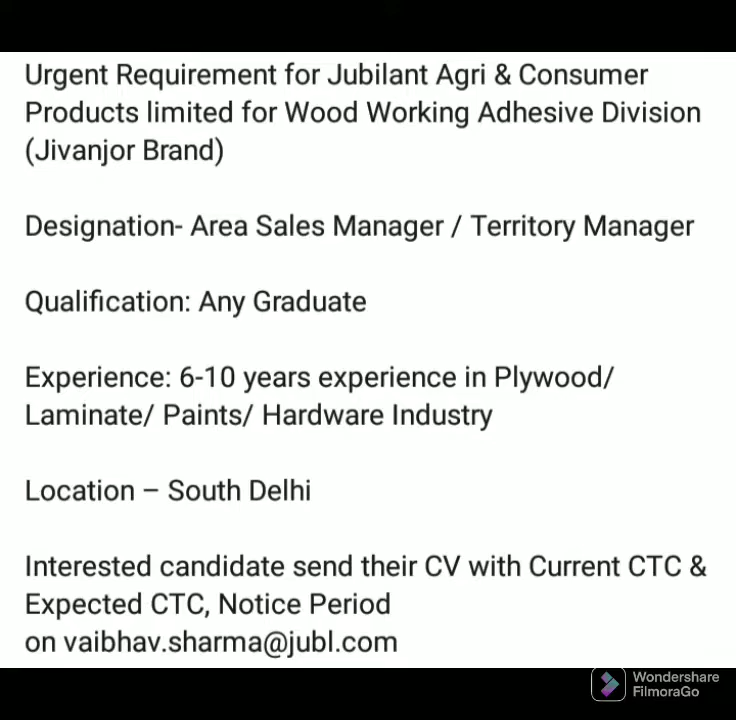 Urgent Requirement for Jubilant Agri & Consumer
Products limited for Wood Working Adhesive Division
(Jivanjor Brand)
Designation- Area Sales Manager / Territory Manager
Qualification: Any Graduate
Experience: 6-10 years experience in Plywood/
Laminate/ Paints/ Hardware Industry
Location – South Delhi
Interested candidate send their CV with Current CTC &
Expected CTC, Notice Period
on vaibhav.sharma@jubl.com
Wondershare
FilmoraGo